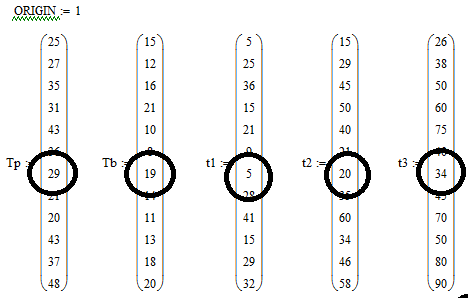 ORIGIN := 1
25 15 5 15 26
27 12 25 29 38
35 16 36 45 50
31 21 15 50 60
43 10 21 40 75
Tp := 29 Tb := 19 t1 := 5 t2 := 20 t3 := 34
20 11 41 60 70
43 13 15 34 50
37 18 29 46 80
48 20 32 58 90